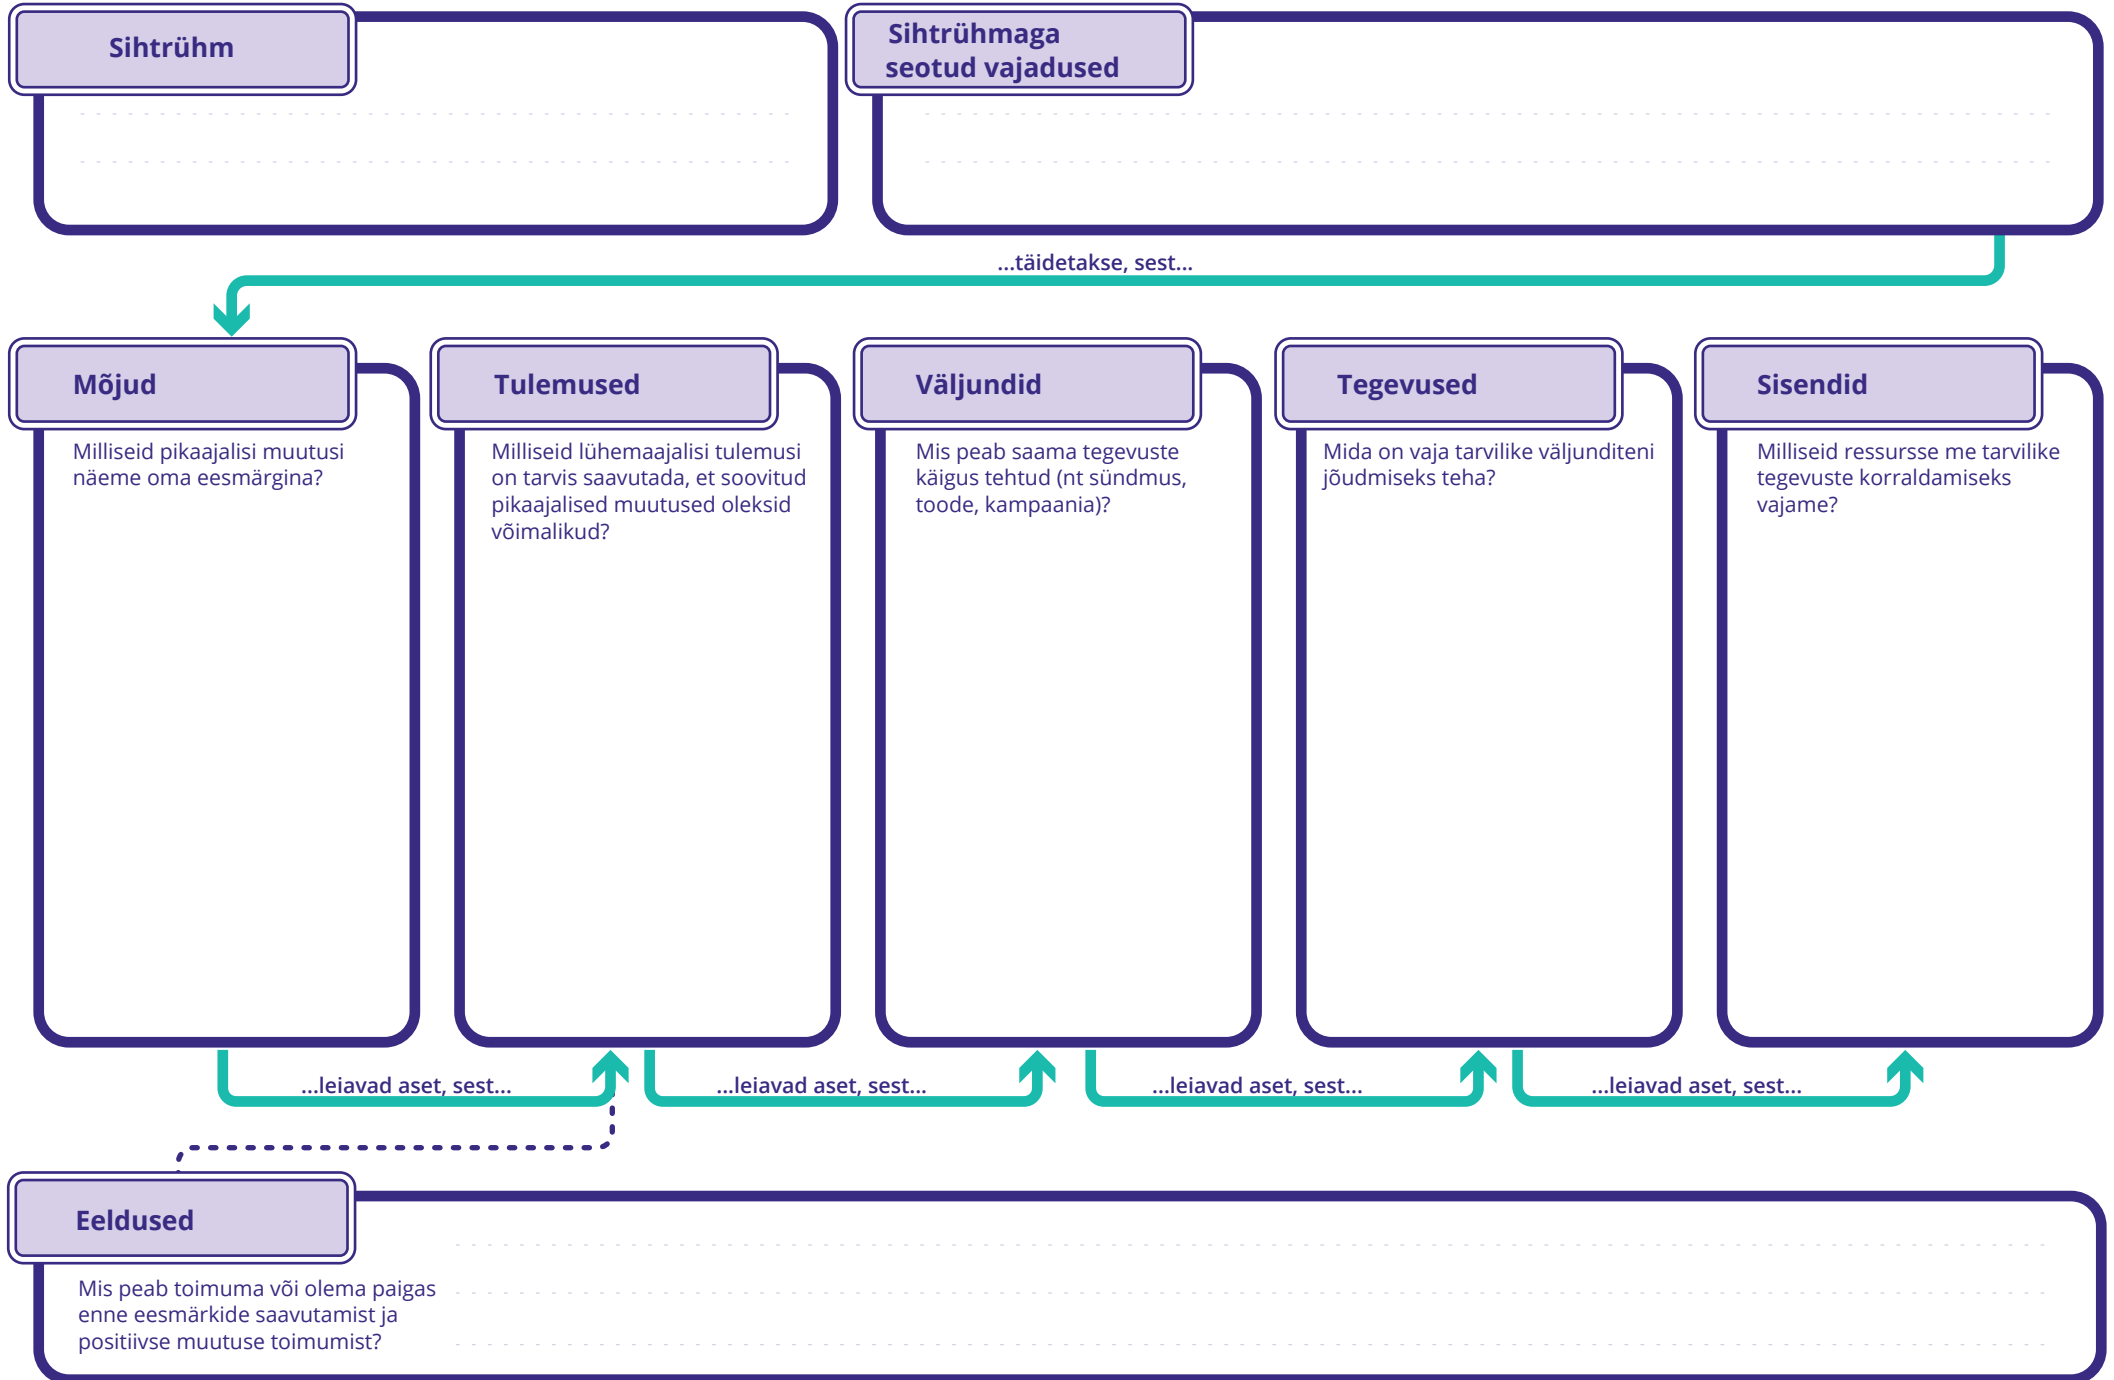 Sihtrühm
Sihtrühmaga
seotud vajadused
...täidetakse, sest...
Mõjud
Milliseid pikaajalisi muutusi
näeme oma eesmärgina?
Tulemused
Milliseid lühemaajalisi tulemusi
on tarvis saavutada, et soovitud
pikaajalised muutused oleksid
võimalikud?
Väljundid
Mis peab saama tegevuste
käigus tehtud (nt sündmus,
toode, kampaania)?
Tegevused
Mida on vaja tarvilike väljunditeni
jõudmiseks teha?
Sisendid
Milliseid ressursse me tarvilike
tegevuste korraldamiseks
vajame?
...leiavad aset, sest...
...leiavad aset, sest...
...leiavad aset, sest...
...leiavad aset, sest...
Eeldused
Mis peab toimuma või olema paigas
enne eesmärkide saavutamist ja
positiivse muutuse toimumist?